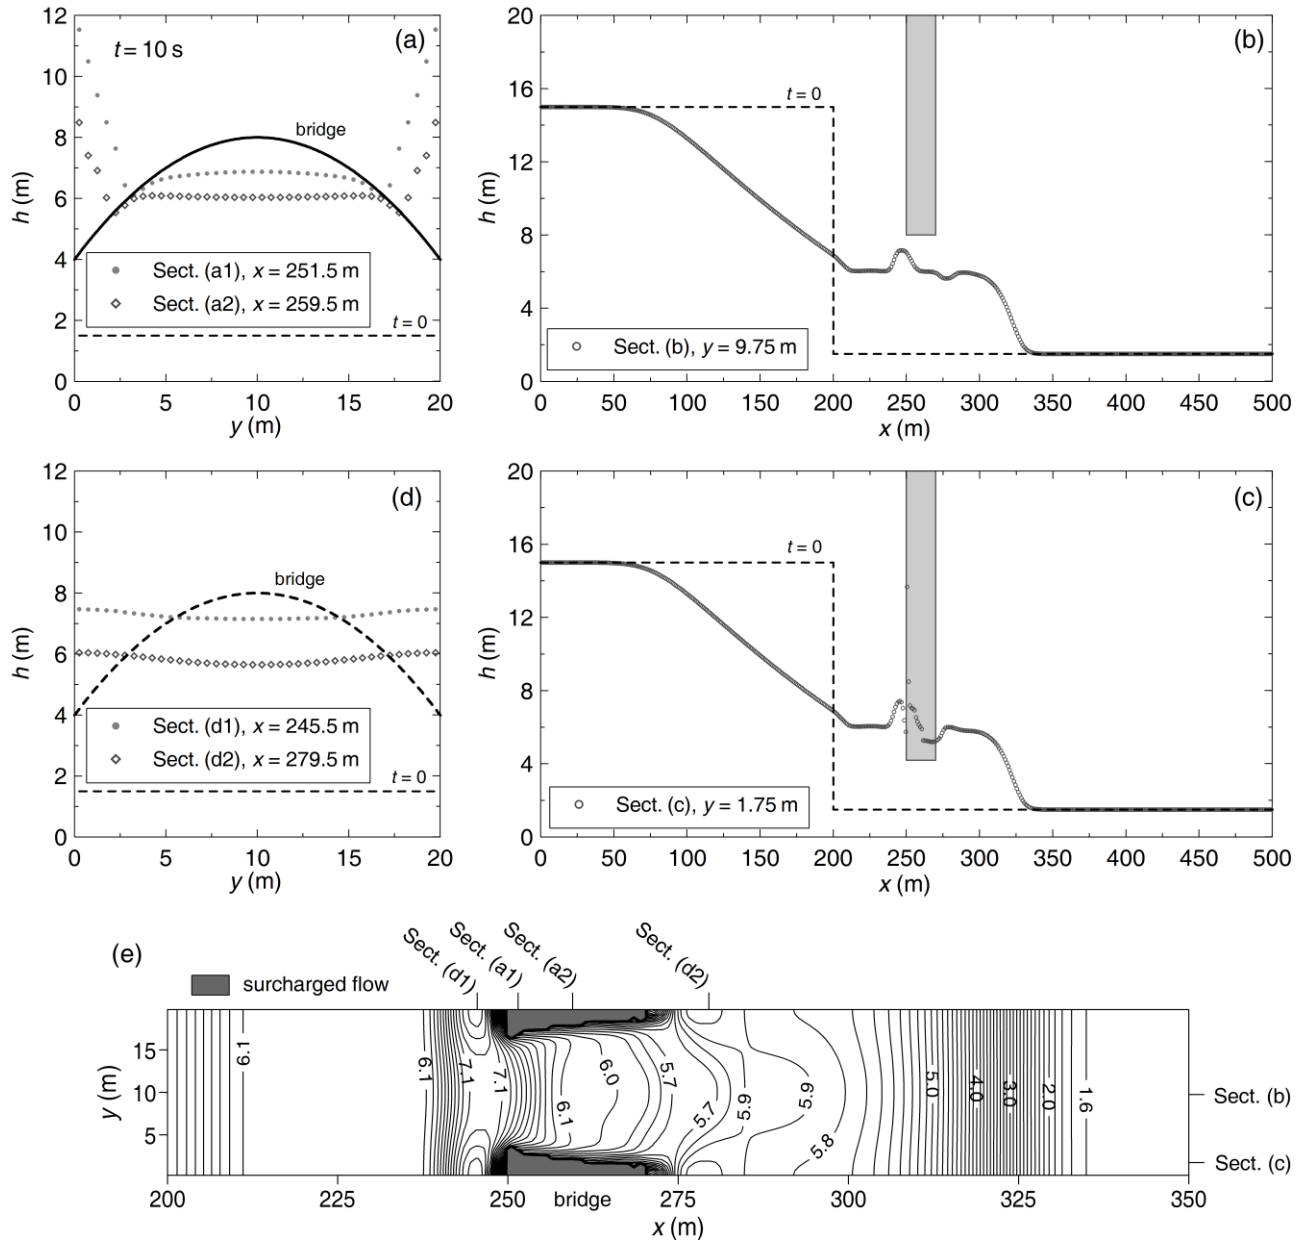 (a)
t = 10 s
bridge
Sect. (a1), x = 251.5 m
Sect. (a2), x = 259.5 m
t = 0
h (m)
12
10
8
6
4
2
0
0 5 10 15 20
y (m)
(b)
t = 0
Sect. (b), y = 9.75 m
h (m)
20
16
12
8
4
0
0 50 100 150 200 250 300 350 400 450 500
x (m)
(d)
bridge
Sect. (d1), x = 245.5 m
Sect. (d2), x = 279.5 m
t = 0
h (m)
12
10
8
6
4
2
0
0 5 10 15 20
y (m)
(c)
t = 0
Sect. (c), y = 1.75 m
h (m)
20
16
12
8
4
0
0 50 100 150 200 250 300 350 400 450 500
x (m)
(e)
surcharged flow
Sect. (d1)
Sect. (a1)
Sect. (a2)
Sect. (d2)
y (m)
15
10
5
6.1
6.1
7.1
7.1
6.1
6.0
5.7
5.7
5.9
5.9
5.8
5.0
4.0
3.0
2.0
1.6
Sect. (b)
Sect. (c)
200 225 250 bridge 275 300 325 350
x (m)